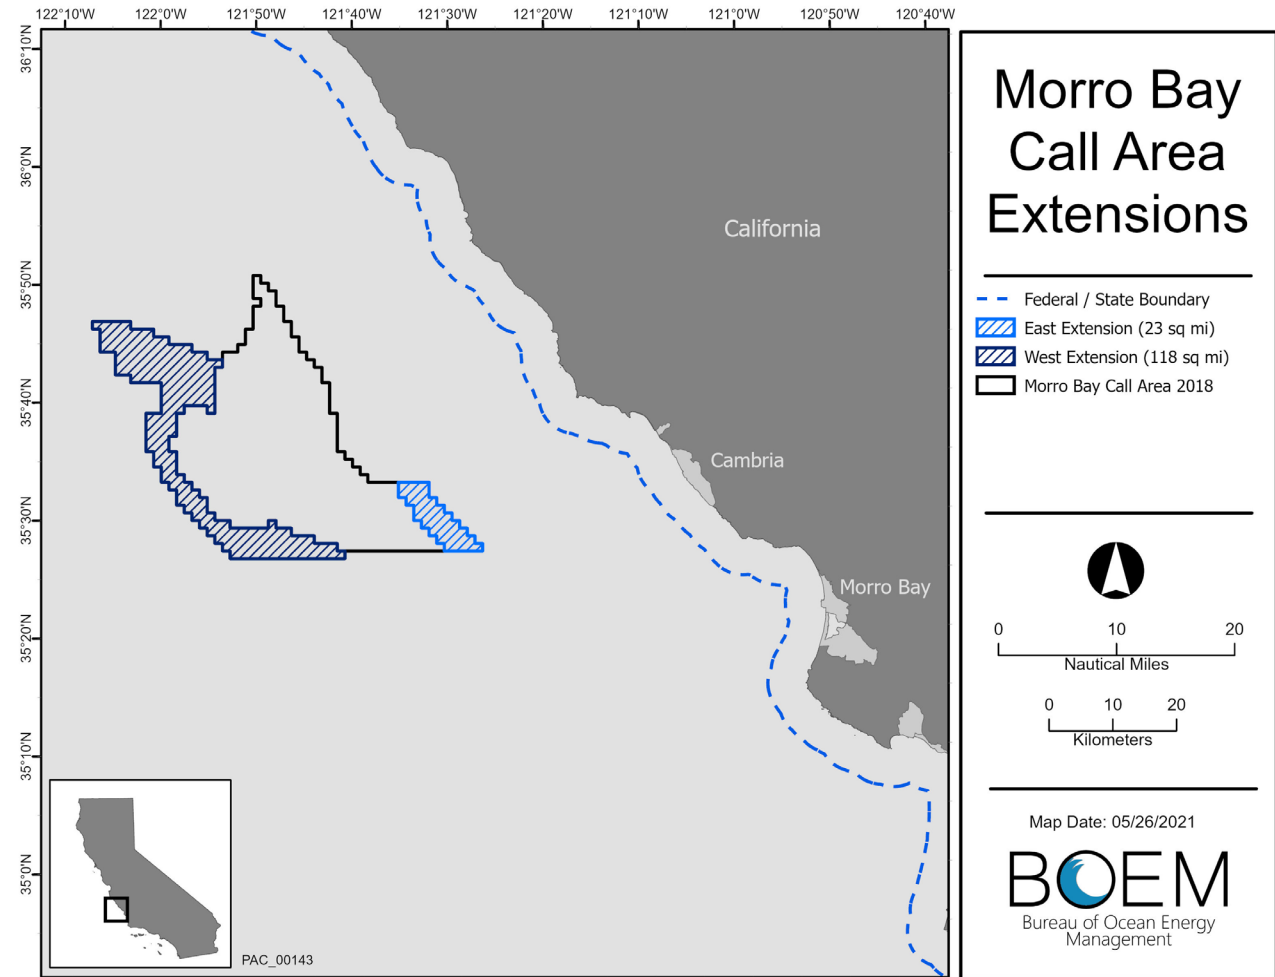 122°10'W 122°0'W 121°50'W 121°40'W 121°30'W 121°20'W 121°10'W 121°0'W 120°50'W 120°40'W
36°10'N
36°0'N
35°50'N
35°40'N
35°30'N
35°20'N
35°10'N
35°0'N
California
Cambria
Morro Bay
PAC_00143
Morro Bay
Call Area
Extensions
Federal / State Boundary
East Extension (23 sq mi)
West Extension (118 sq mi)
Morro Bay Call Area 2018
0 10 20
Nautical Miles
0 10 20
Kilometers
Map Date: 05/26/2021
BOEM
Bureau of Ocean Energy
Management